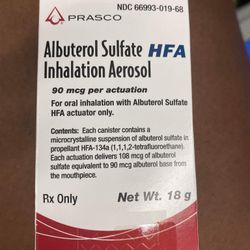 PRASCO
NDC 66993-019-68
Albuterol Sulfate HFA
Inhalation Aerosol
90 mcg per actuation
For oral inhalation with Albuterol Sulfate
HFA actuator only.
Contents: Each canister contains a
microcrystalline suspension of albuterol sulfate in
propellant HFA-134a (1,1,1,2-tetrafluoroethane).
Each actuation delivers 108 mcg of albuterol
sulfate equivalent to 90 mcg albuterol base from
the mouthpiece.
Rx Only
Net Wt. 18 g